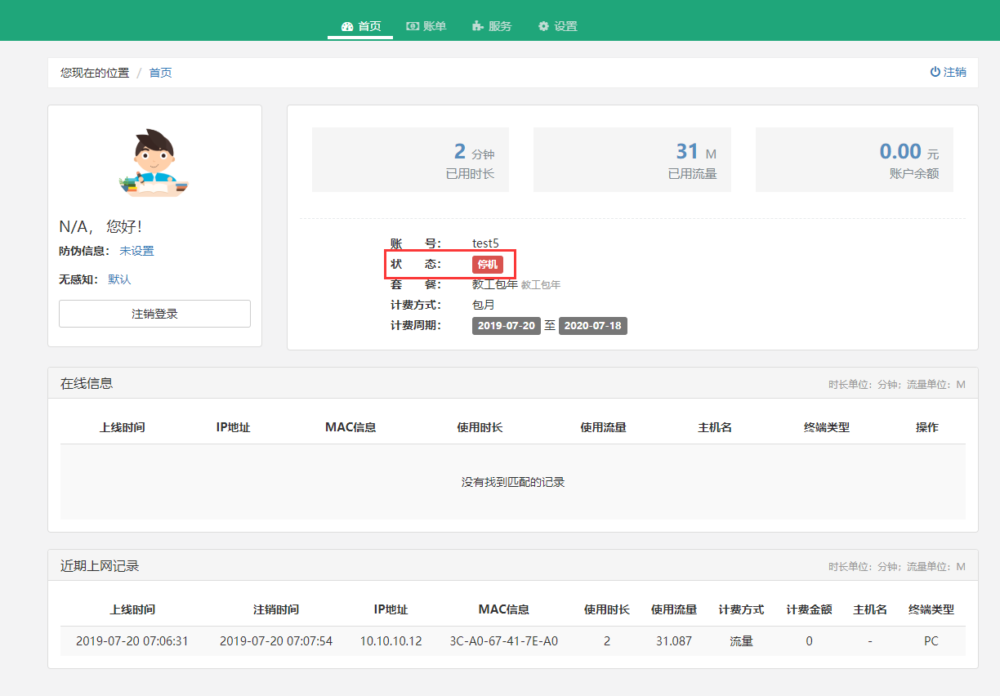 首页 账单 服务 设置
您现在的位置 / 首页 注销
2 分钟 31 M 0.00 元
已用时长 已用流量 账户余额
N/A， 您好！
防伪信息： 未设置
无感知： 默认
注销登录
账 号： test5
状 态： 停机
套 餐： 教工包年 教工包年
计费方式： 包月
计费周期： 2019-07-20 至 2020-07-18
在线信息 时长单位：分钟；流量单位：M
上线时间 IP地址 MAC信息 使用时长 使用流量 主机名 终端类型 操作
没有找到匹配的记录
近期上网记录 时长单位：分钟；流量单位：M
上线时间 注销时间 IP地址 MAC信息 使用时长 使用流量 计费方式 计费金额 主机名 终端类型
2019-07-20 07:06:31 2019-07-20 07:07:54 10.10.10.12 3C-A0-67-41-7E-A0 2 31.087 流量 0 - PC